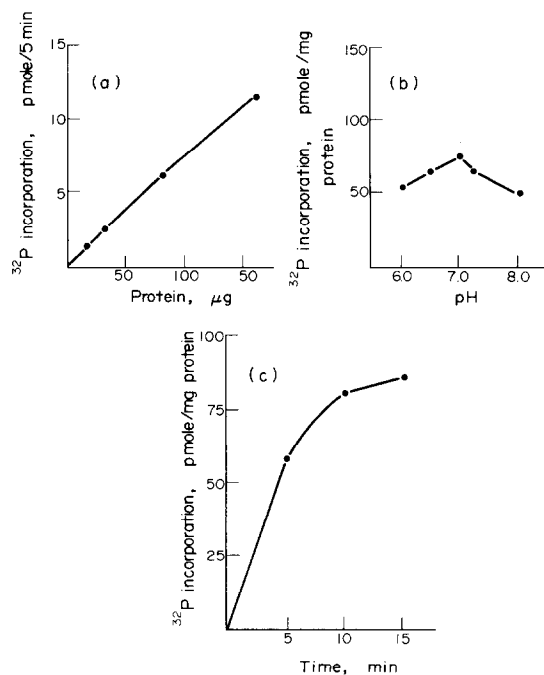 ³²P incorporation, pmole/5 min
15
10
5
(a)
50
100
50
Protein, µg
³²P incorporation, pmole/mg
protein
150
100
50
(b)
6.0
7.0
8.0
pH
³²P incorporation, pmole/mg protein
100
75
50
25
(c)
5
10
15
Time, min